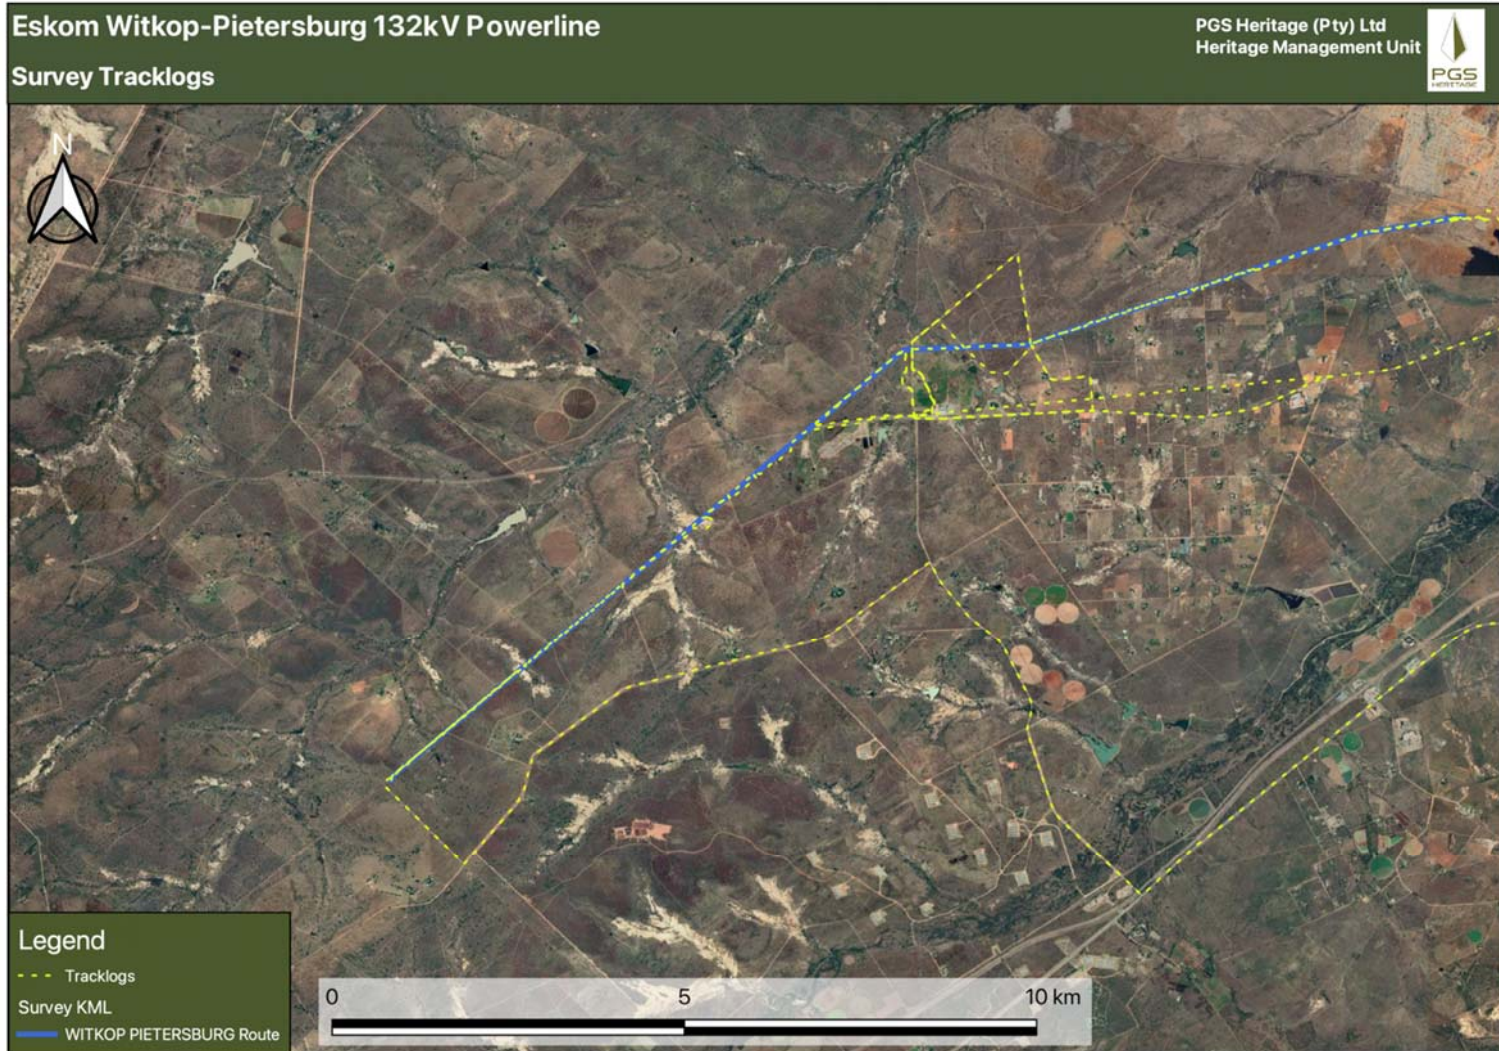 Eskom Witkop-Pietersburg 132kV Powerline
Survey Tracklogs
PGS Heritage (Pty) Ltd
Heritage Management Unit
PGS
HERITAGE
N
Legend
Tracklogs
Survey KML
WITKOP PIETERSBURG Route
0 5 10 km